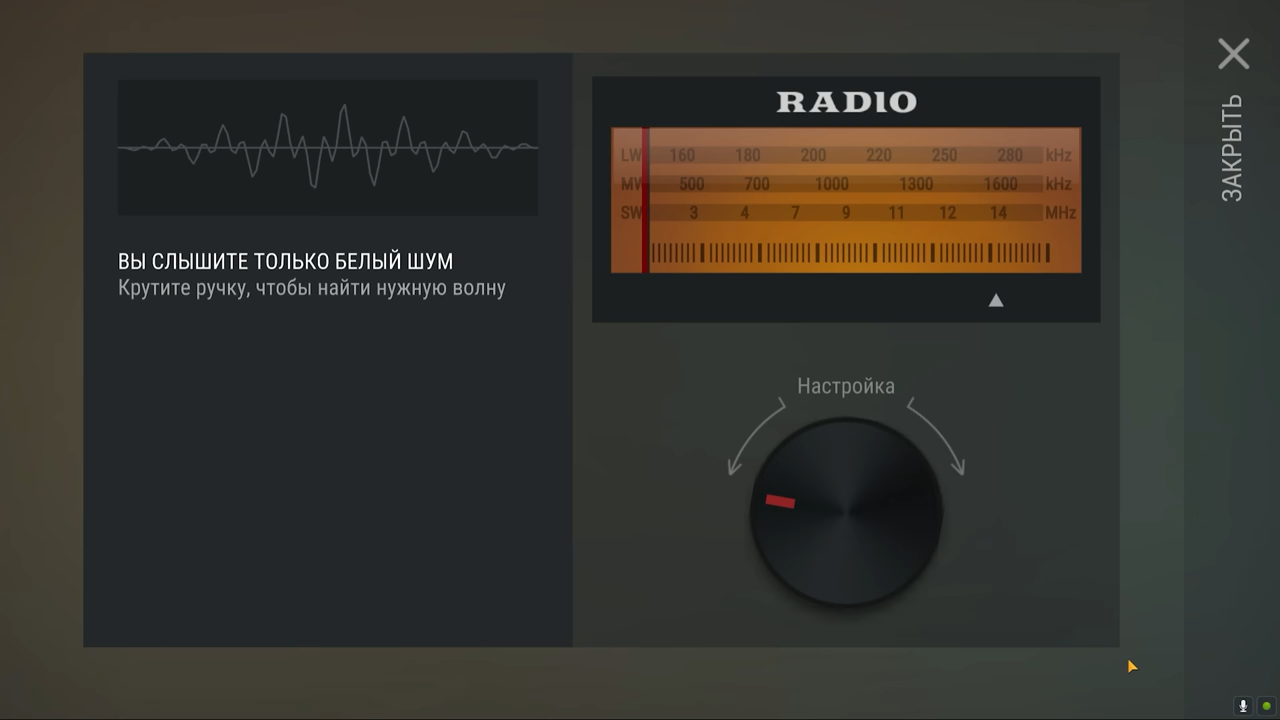 RADIO
LW 160 180 200 220 250 280 kHz
MW 500 700 1000 1300 1600 kHz
SW 3 4 7 9 11 12 14 MHz
ВЫ СЛЫШИТЕ ТОЛЬКО БЕЛЫЙ ШУМ
Крутите ручку, чтобы найти нужную волну
Настройка
ЗАКРЫТЬ